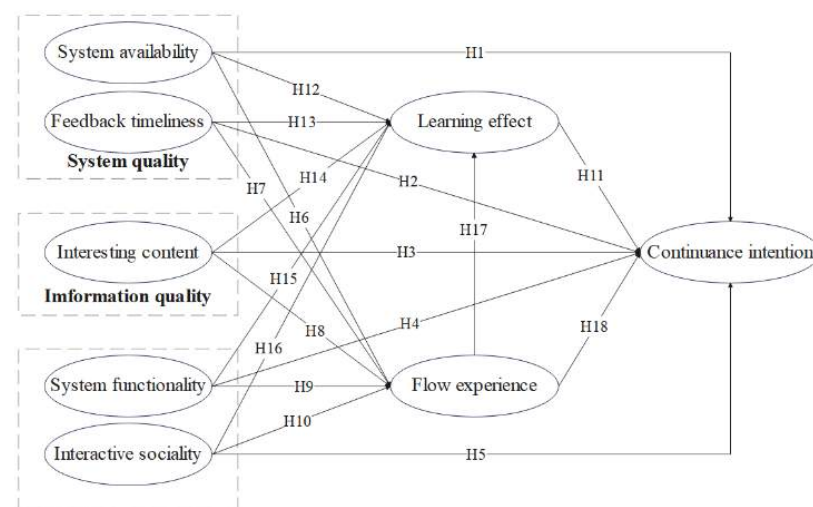 System availability
H1
H12
Feedback timeliness
H13
Learning effect
System quality
H7
H14
H2
H11
H6
H17
Interesting content
H3
Continuance intention
H15
Imformation quality
H8
H4
H18
H16
System functionality
H9
Flow experience
H10
Interactive sociality
H5